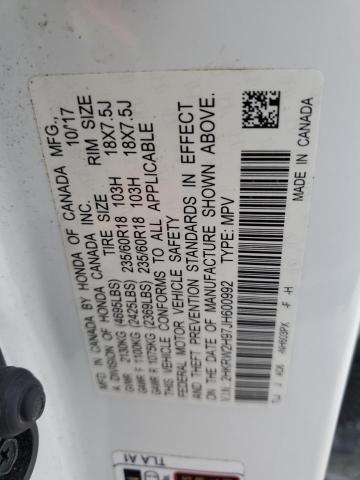 MFD. IN CANADA BY HONDA OF CANADA MFG.,
A DIVISION OF HONDA CANADA INC. 10/17
TIRE SIZE RIM SIZE
GVWR 2130KG (4695LBS)
GAWR F 1100KG (2425LBS) 235/60R18 103H 18X7.5J
GAWR R 1075KG (2369LBS) 235/60R18 103H 18X7.5J
THIS VEHICLE CONFORMS TO ALL APPLICABLE
FEDERAL MOTOR VEHICLE SAFETY
AND THEFT PREVENTION STANDARDS IN EFFECT
ON THE DATE OF MANUFACTURE SHOWN ABOVE.
V.I.N.: 2HKRW2H97JH600992 TYPE: MPV
-F -H MADE IN CANADA
TLA A1